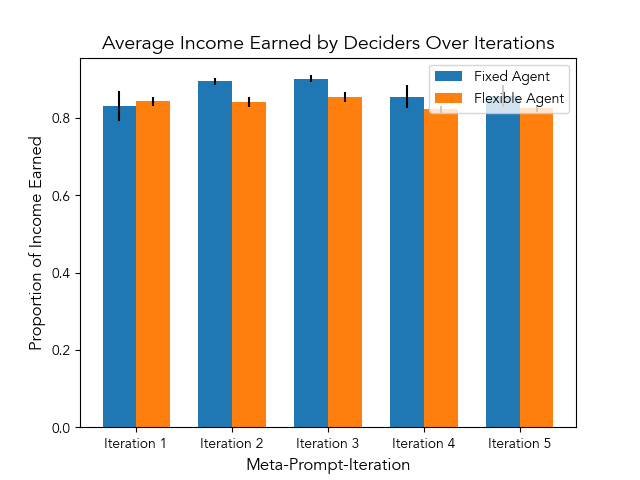 Average Income Earned by Deciders Over Iterations
Fixed Agent
Flexible Agent
Proportion of Income Earned
0.8
0.6
0.4
0.2
0.0
Iteration 1
Iteration 2
Iteration 3
Iteration 4
Iteration 5
Meta-Prompt-Iteration